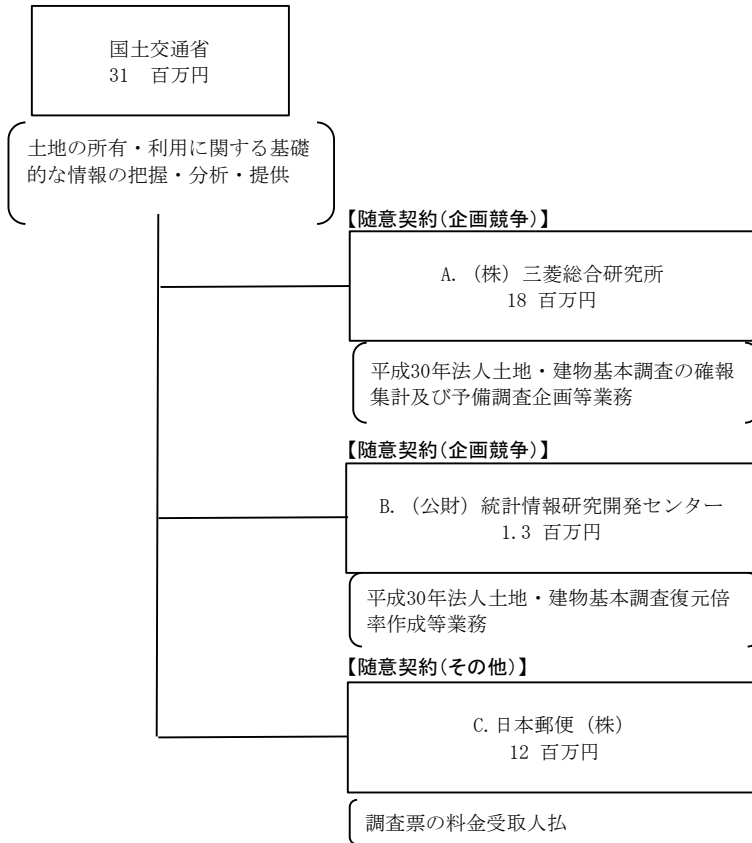 国土交通省
31　百万円
土地の所有・利用に関する基礎
的な情報の把握・分析・提供
【随意契約(企画競争)】
A.（株）三菱総合研究所
18 百万円
平成30年法人土地・建物基本調査の確報
集計及び予備調査企画等業務
【随意契約(企画競争)】
B.（公財）統計情報研究開発センター
1.3 百万円
平成30年法人土地・建物基本調査復元倍
率作成等業務
【随意契約(その他)】
C.日本郵便（株）
12 百万円
調査票の料金受取人払